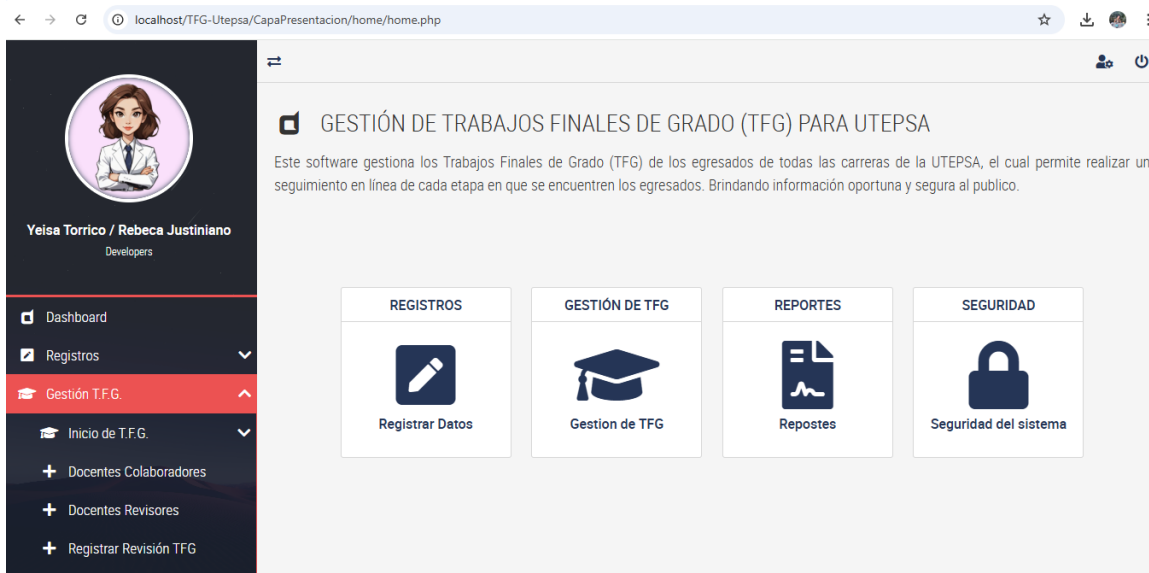 localhost/TFG-Utepsa/CapaPresentacion/home/home.php
Yeisa Torrico / Rebeca Justiniano
Developers
Dashboard
Registros
Gestión T.F.G.
Inicio de T.F.G.
Docentes Colaboradores
Docentes Revisores
Registrar Revisión TFG
GESTIÓN DE TRABAJOS FINALES DE GRADO (TFG) PARA UTEPSA
Este software gestiona los Trabajos Finales de Grado (TFG) de los egresados de todas las carreras de la UTEPSA, el cual permite realizar un
seguimiento en línea de cada etapa en que se encuentren los egresados. Brindando información oportuna y segura al publico.
REGISTROS
Registrar Datos
GESTIÓN DE TFG
Gestion de TFG
REPORTES
Repostes
SEGURIDAD
Seguridad del sistema